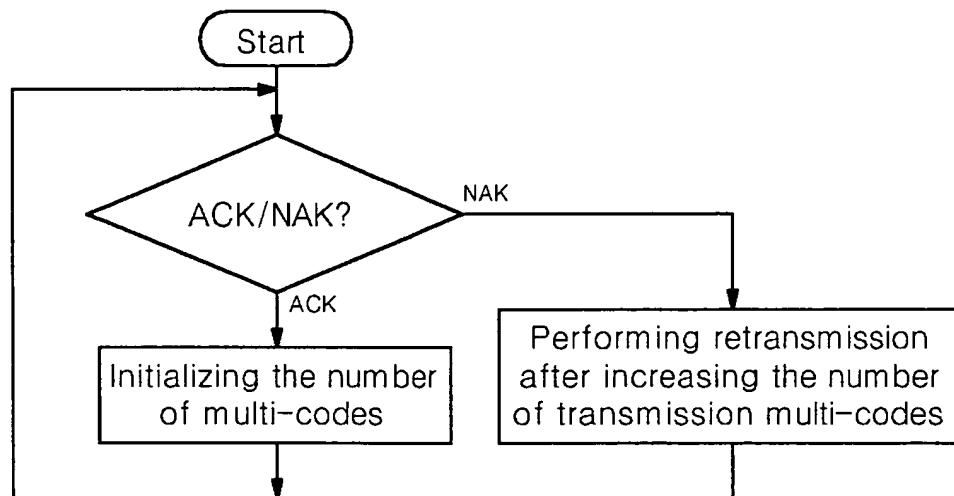 Start
ACK/NAK?
NAK
ACK
Initializing the number
of multi-codes
Performing retransmission
after increasing the number
of transmission multi-codes